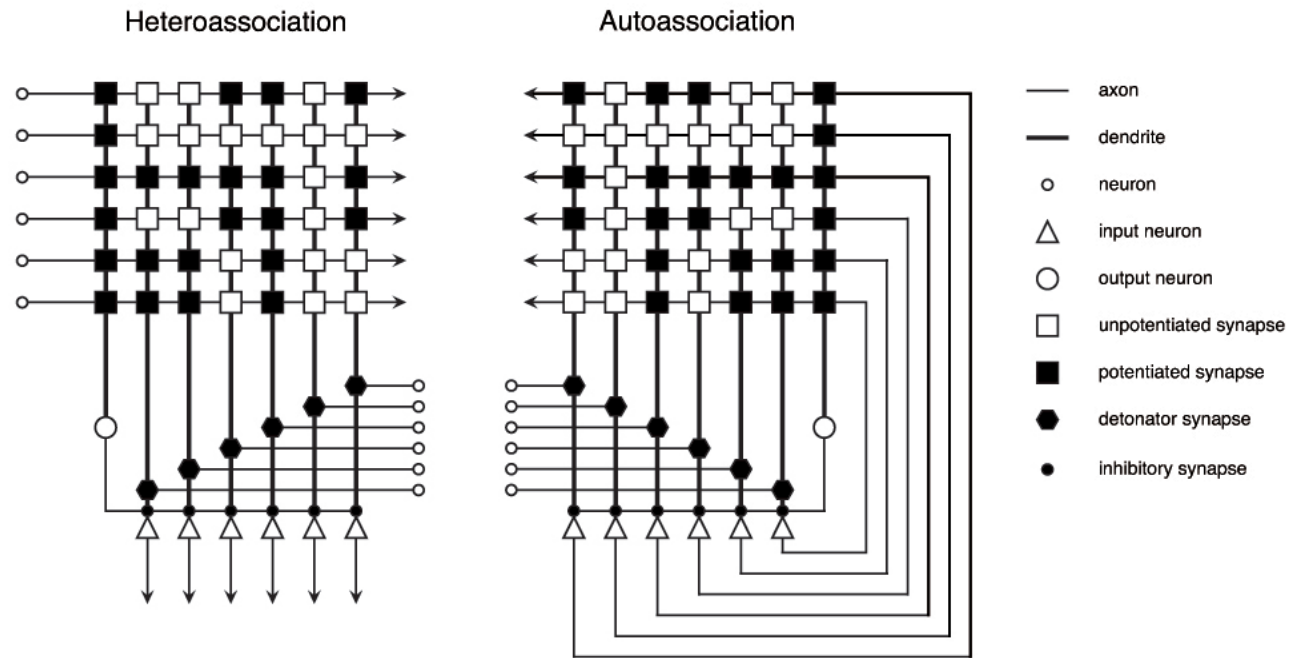 Heteroassociation
Autoassociation
axon
dendrite
neuron
input neuron
output neuron
unpotentiated synapse
potentiated synapse
detonator synapse
inhibitory synapse